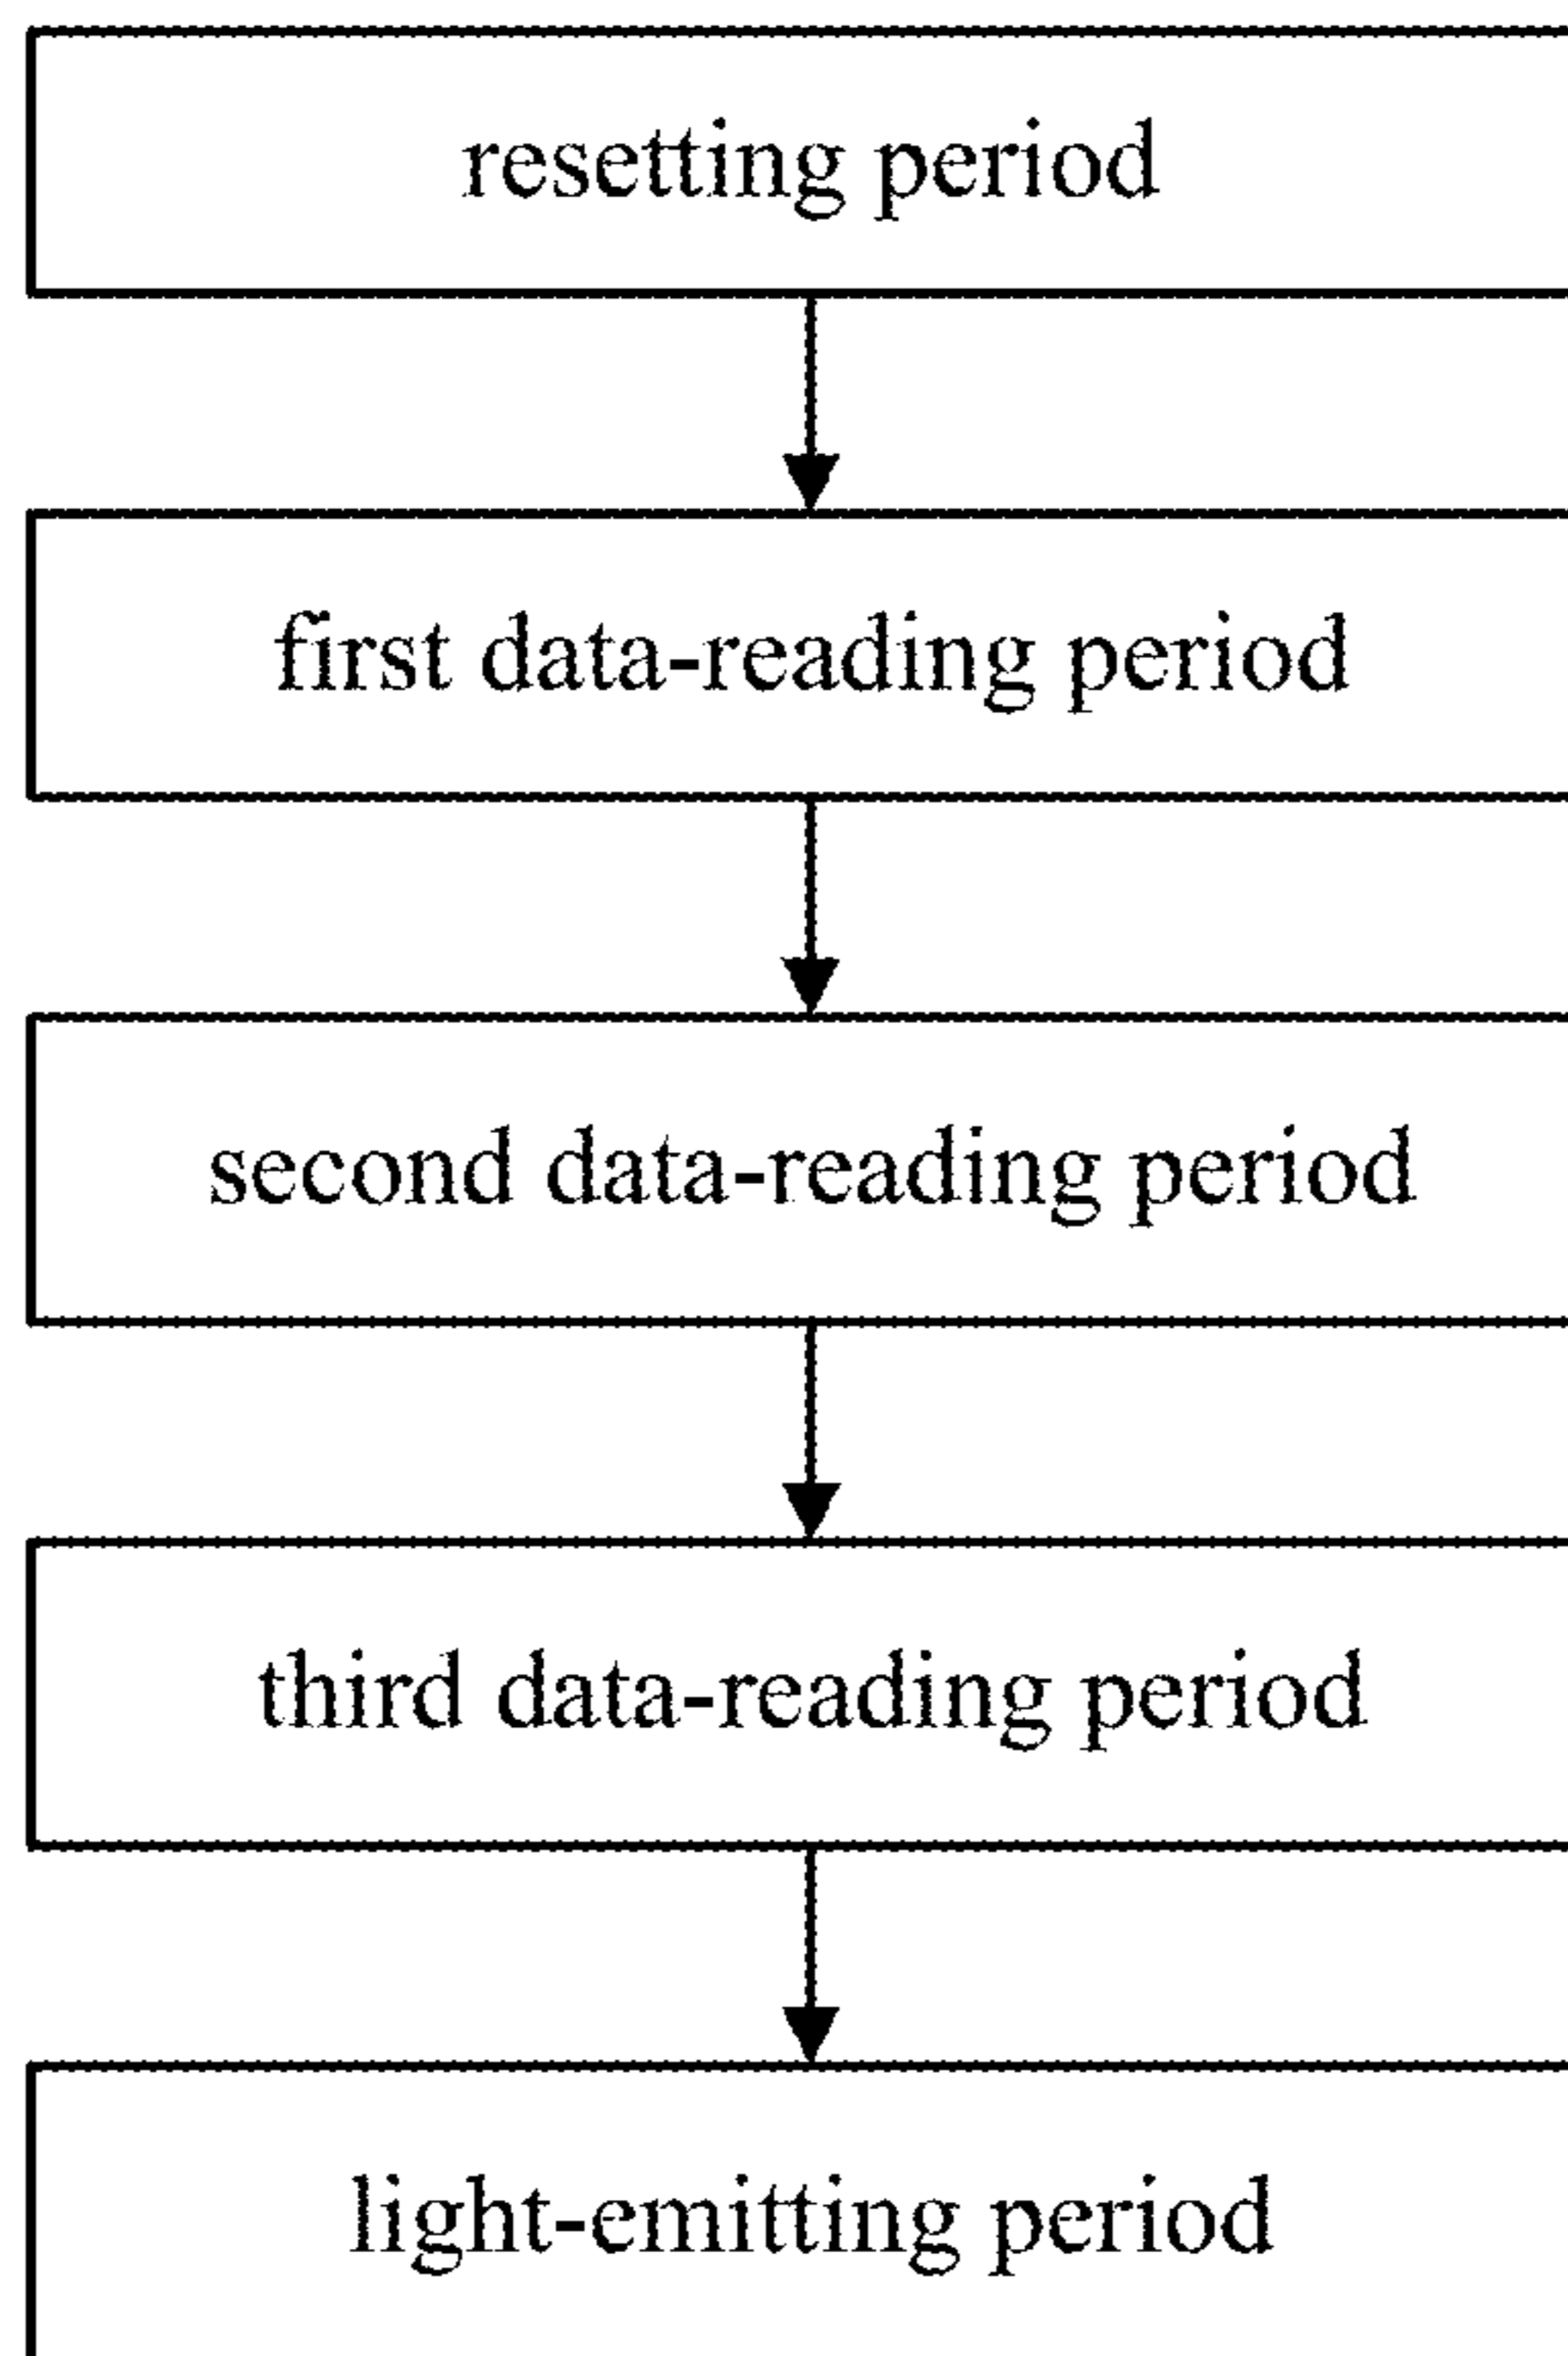 resetting period
first data-reading period
second data-reading period
third data-reading period
light-emitting period